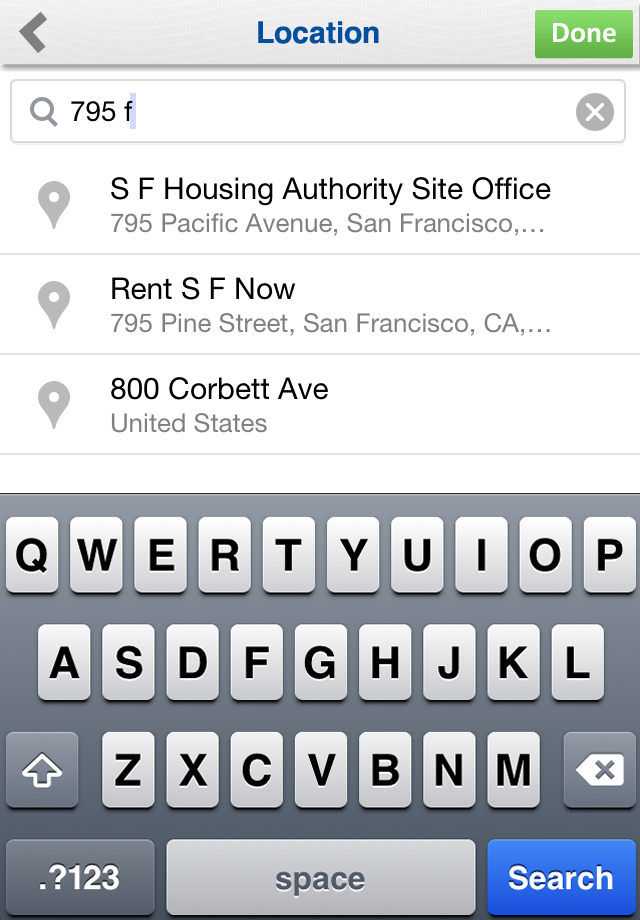 Location
Done
795 f
S F Housing Authority Site Office
795 Pacific Avenue, San Francisco,...
Rent S F Now
795 Pine Street, San Francisco, CA,...
800 Corbett Ave
United States
Q W E R T Y U I O P
A S D F G H J K L
Z X C V B N M
.?123 space Search